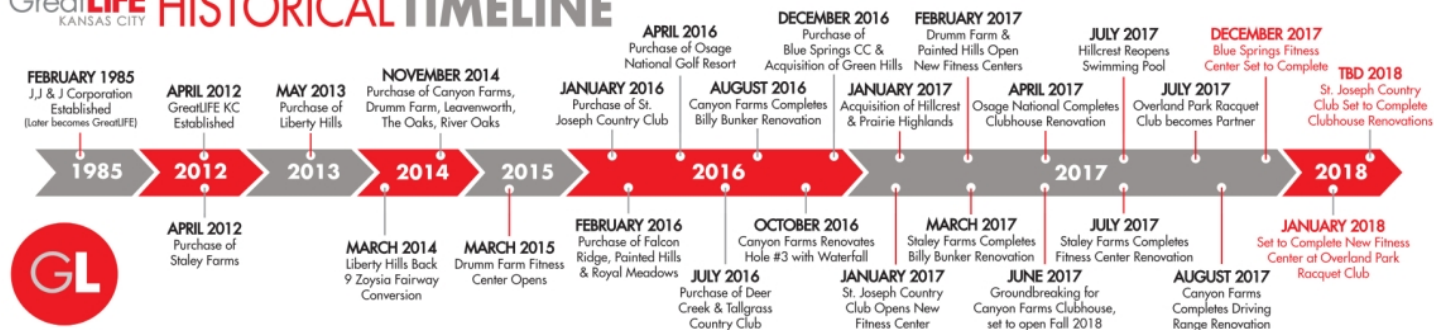 GreatLIFE
KANSAS CITY
HISTORICAL TIMELINE
FEBRUARY 1985
J,J & J Corporation
Established
(Later becomes GreatLIFE)
APRIL 2012
GreatLIFE KC
Established
MAY 2013
Purchase of
Liberty Hills
NOVEMBER 2014
Purchase of Canyon Farms,
Drumm Farm, Leavenworth,
The Oaks, River Oaks
JANUARY 2016
Purchase of St.
Joseph Country Club
APRIL 2016
Purchase of Osage
National Golf Resort
AUGUST 2016
Canyon Farms Completes
Billy Bunker Renovation
DECEMBER 2016
Purchase of
Blue Springs CC &
Acquisition of Green Hills
JANUARY 2017
Acquisition of Hillcrest
& Prairie Highlands
FEBRUARY 2017
Drumm Farm &
Painted Hills Open
New Fitness Centers
APRIL 2017
Osage National Completes
Clubhouse Renovation
JULY 2017
Hillcrest Reopens
Swimming Pool
JULY 2017
Overland Park Racquet
Club becomes Partner
DECEMBER 2017
Blue Springs Fitness
Center Set to Complete
TBD 2018
St. Joseph Country
Club Set to Complete
Clubhouse Renovations
1985
2012
2013
2014
2015
2016
2017
2018
APRIL 2012
Purchase of
Staley Farms
MARCH 2014
Liberty Hills Back
9 Zoysia Fairway
Conversion
MARCH 2015
Drumm Farm Fitness
Center Opens
FEBRUARY 2016
Purchase of Falcon
Ridge, Painted Hills
& Royal Meadows
JULY 2016
Purchase of Deer
Creek & Tallgrass
Country Club
OCTOBER 2016
Canyon Farms Renovates
Hole #3 with Waterfall
JANUARY 2017
St. Joseph Country
Club Opens New
Fitness Center
MARCH 2017
Staley Farms Completes
Billy Bunker Renovation
JUNE 2017
Groundbreaking for
Canyon Farms Clubhouse,
set to open Fall 2018
JULY 2017
Staley Farms Completes
Fitness Center Renovation
AUGUST 2017
Canyon Farms
Completes Driving
Range Renovation
JANUARY 2018
Set to Complete New Fitness
Center at Overland Park
Racquet Club
GL